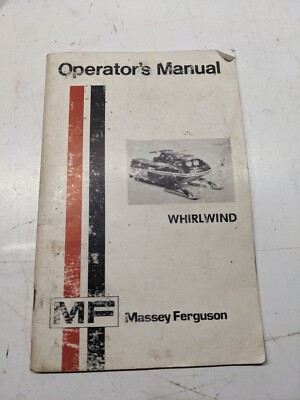 Operator's Manual
WHIRLWIND
MF
Massey Ferguson